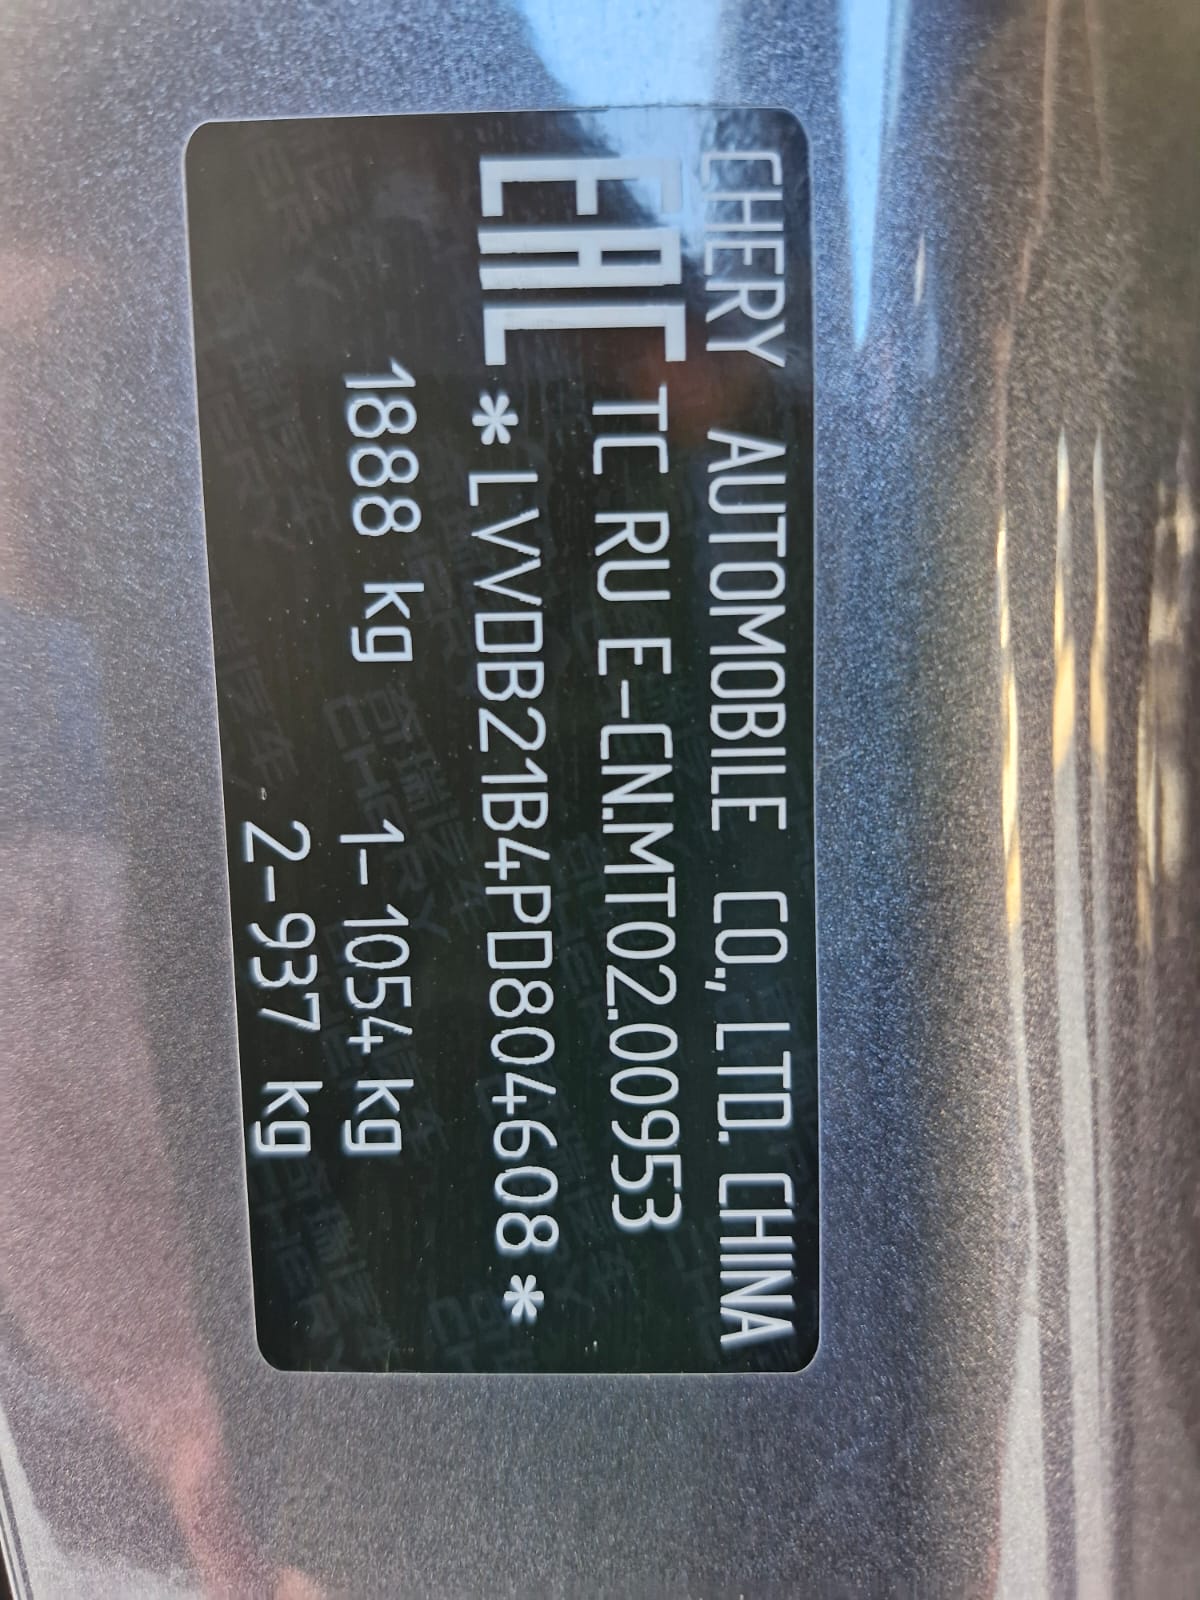 CHERY AUTOMOBILE CO., LTD. CHINA
EAC TC RU E-CN.MT02.00953
*LVVDB21B4PD804608*
1888 kg 1-1054 kg
2-937 kg